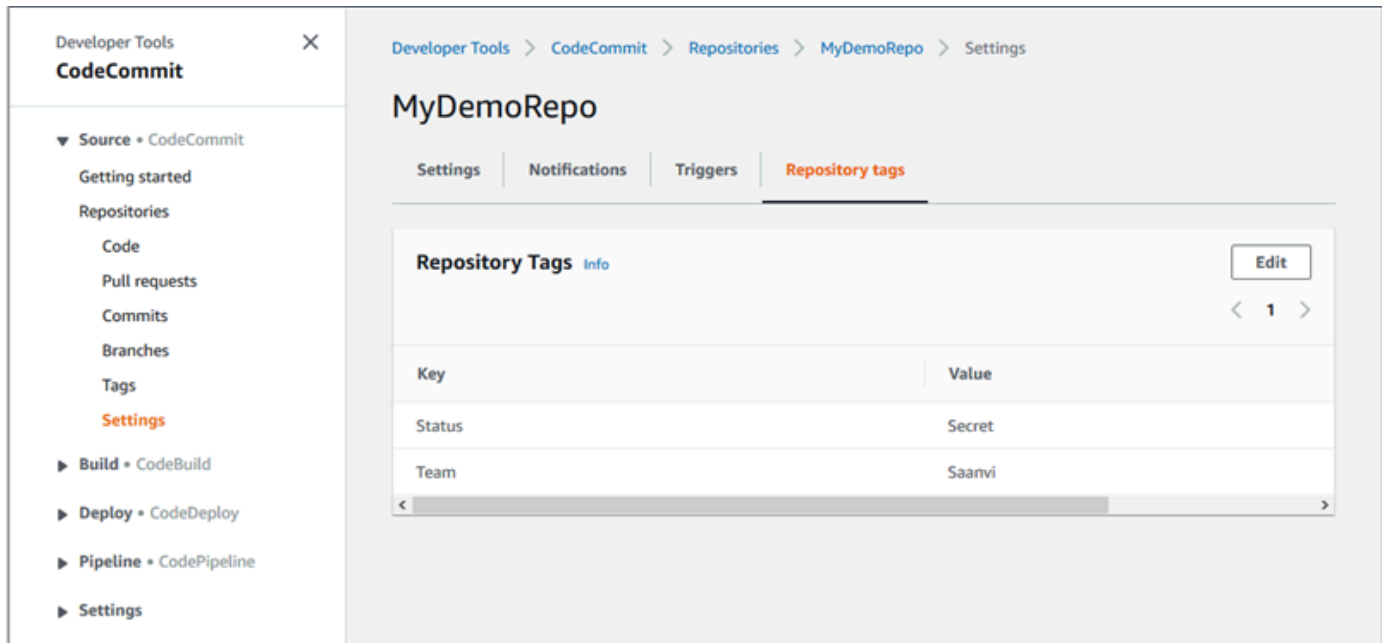 Developer Tools
CodeCommit
Source • CodeCommit
Getting started
Repositories
Code
Pull requests
Commits
Branches
Tags
Settings
Build • CodeBuild
Deploy • CodeDeploy
Pipeline • CodePipeline
Settings
Developer Tools > CodeCommit > Repositories > MyDemoRepo > Settings
MyDemoRepo
Settings Notifications Triggers Repository tags
Repository Tags Info Edit
< 1 >
Key Value
Status Secret
Team Saanvi